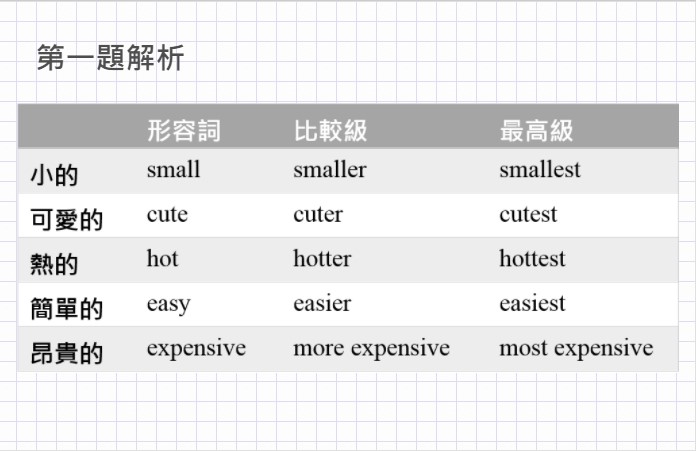 第一題解析
形容詞 比較級 最高級
小的 small smaller smallest
可愛的 cute cuter cutest
熱的 hot hotter hottest
簡單的 easy easier easiest
昂貴的 expensive more expensive most expensive